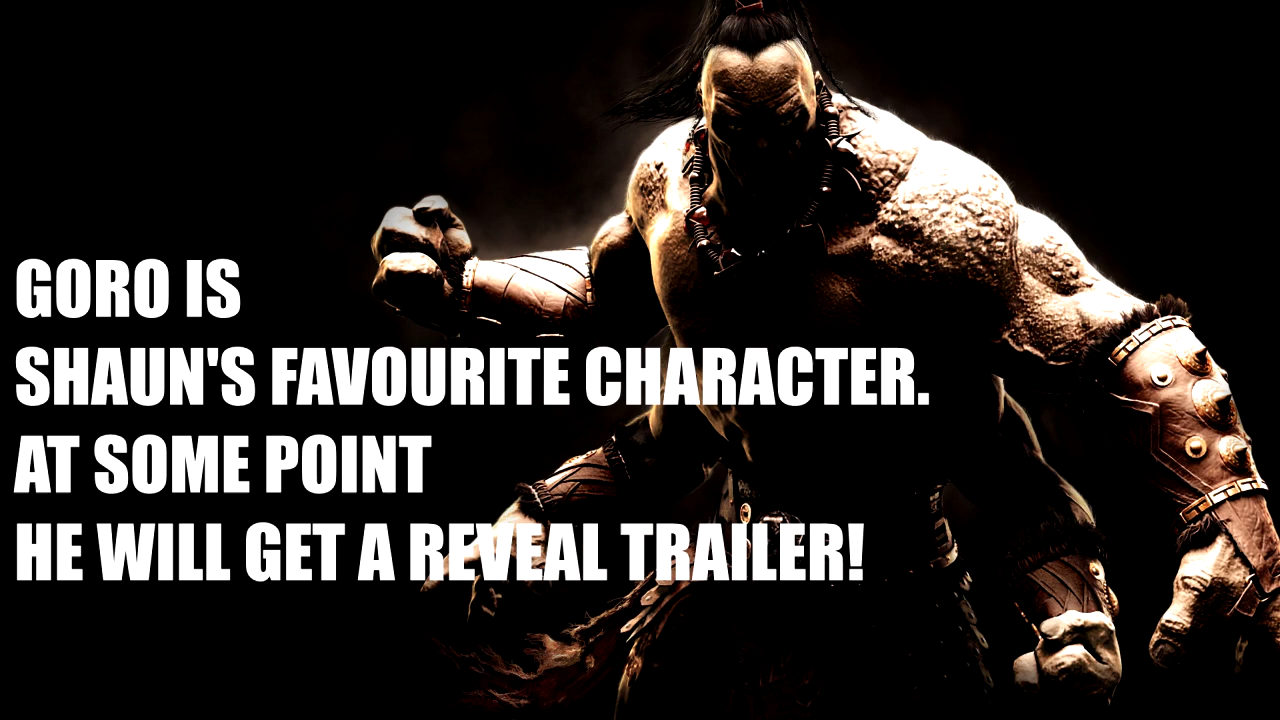 GORO IS
SHAUN'S FAVOURITE CHARACTER.
AT SOME POINT
HE WILL GET A REVEAL TRAILER!